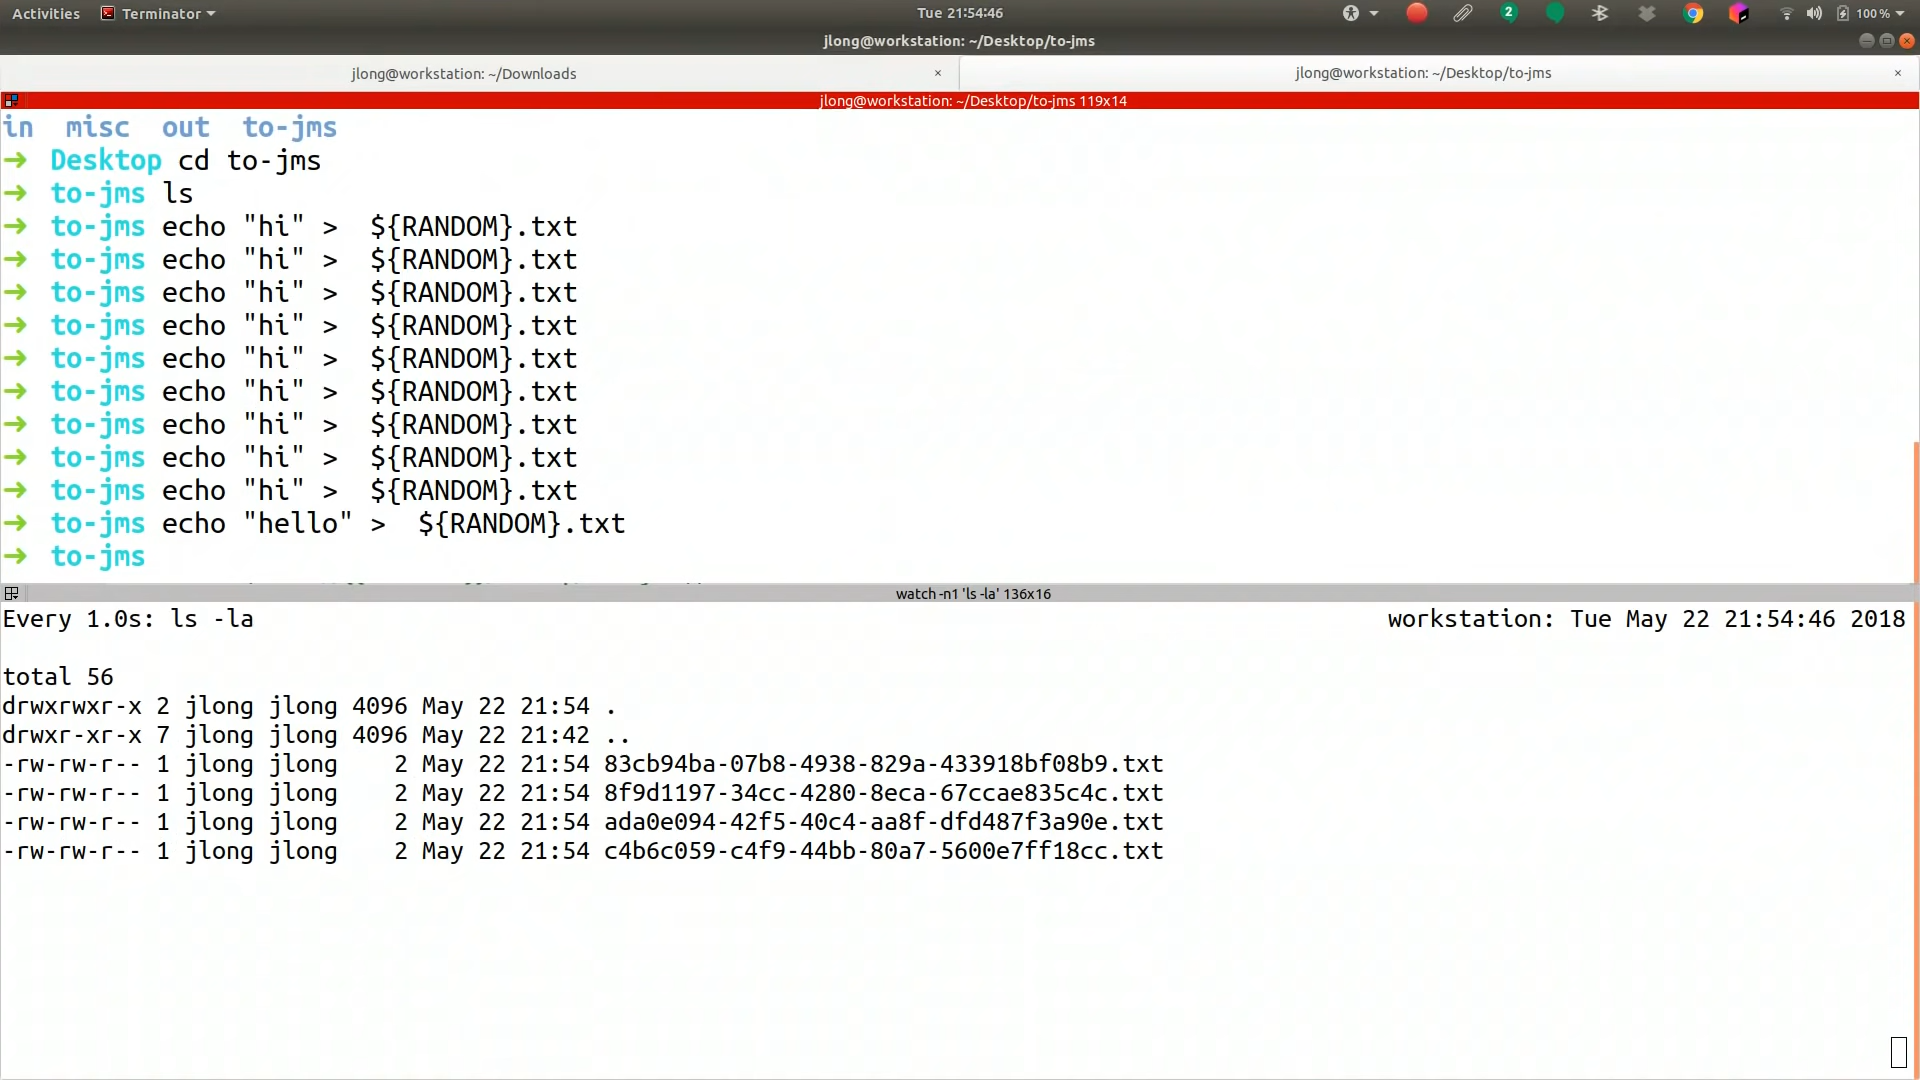 Activities Terminator Tue 21:54:46 2 100 %
jlong@workstation: ~/Desktop/to-jms
jlong@workstation: ~/Downloads × jlong@workstation: ~/Desktop/to-jms ×
jlong@workstation: ~/Desktop/to-jms 119x14
in misc out to-jms
➜ Desktop cd to-jms
➜ to-jms ls
➜ to-jms echo "hi" > ${RANDOM}.txt
➜ to-jms echo "hi" > ${RANDOM}.txt
➜ to-jms echo "hi" > ${RANDOM}.txt
➜ to-jms echo "hi" > ${RANDOM}.txt
➜ to-jms echo "hi" > ${RANDOM}.txt
➜ to-jms echo "hi" > ${RANDOM}.txt
➜ to-jms echo "hi" > ${RANDOM}.txt
➜ to-jms echo "hi" > ${RANDOM}.txt
➜ to-jms echo "hi" > ${RANDOM}.txt
➜ to-jms echo "hello" > ${RANDOM}.txt
➜ to-jms
watch -n1 'ls -la' 136x16
Every 1.0s: ls -la workstation: Tue May 22 21:54:46 2018
total 56
drwxrwxr-x 2 jlong jlong 4096 May 22 21:54 .
drwxr-xr-x 7 jlong jlong 4096 May 22 21:42 ..
-rw-rw-r-- 1 jlong jlong 2 May 22 21:54 83cb94ba-07b8-4938-829a-433918bf08b9.txt
-rw-rw-r-- 1 jlong jlong 2 May 22 21:54 8f9d1197-34cc-4280-8eca-67ccae835c4c.txt
-rw-rw-r-- 1 jlong jlong 2 May 22 21:54 ada0e094-42f5-40c4-aa8f-dfd487f3a90e.txt
-rw-rw-r-- 1 jlong jlong 2 May 22 21:54 c4b6c059-c4f9-44bb-80a7-5600e7ff18cc.txt